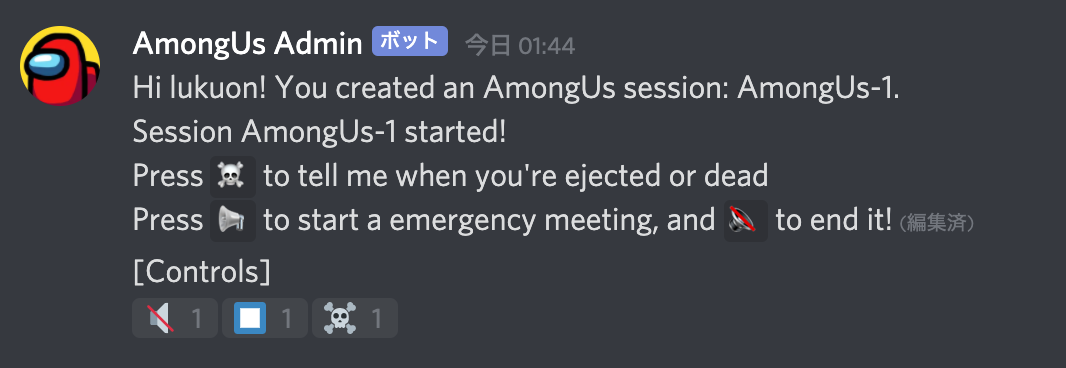 AmongUs Admin ボット 今日 01:44
Hi lukuon! You created an AmongUs session: AmongUs-1.
Session AmongUs-1 started!
Press ☠️ to tell me when you're ejected or dead
Press 📢 to start a emergency meeting, and 🔇 to end it! (編集済)
[Controls]
1 1 1